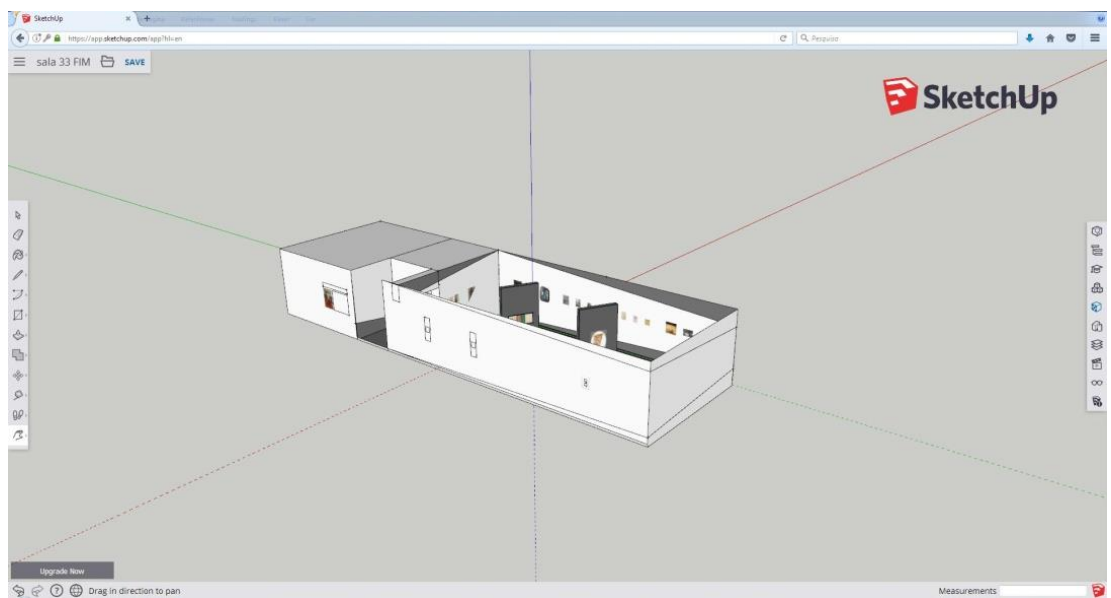 SketchUp
https://app.sketchup.com/app?hl=en
Pesquisar
sala 33 FIM SAVE
SketchUp
Upgrade Now
Drag in direction to pan
Measurements